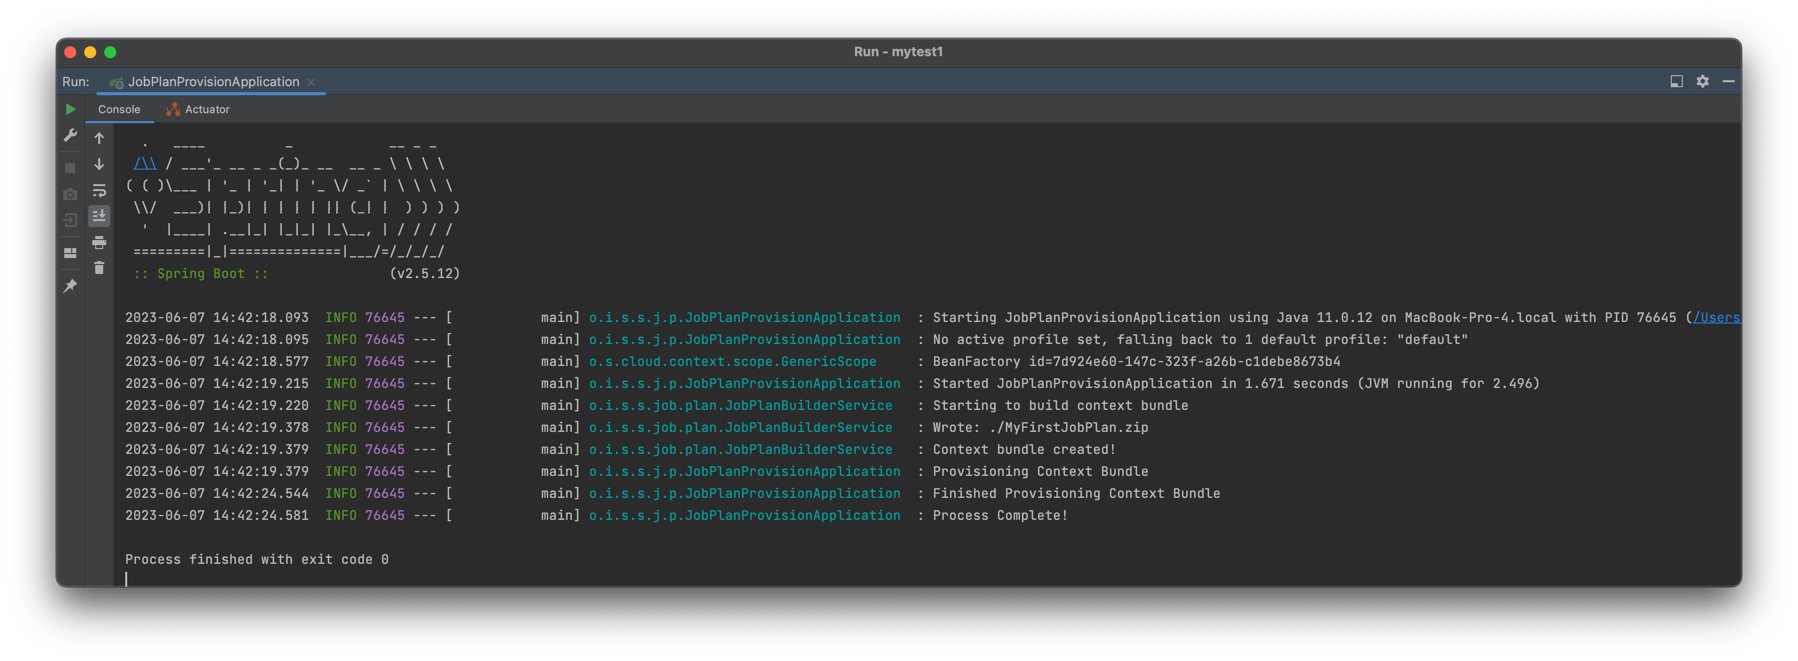 Run - mytest1
Run: JobPlanProvisionApplication
Console Actuator
  .   ____          _            __ _ _
 /\\ / ___'_ __ _ _(_)_ __  __ _ \ \ \ \
( ( )\___ | '_ | '_| | '_ \/ _` | \ \ \ \
 \\/  ___)| |_)| | | | | || (_| |  ) ) ) )
  '  |____| .__|_| |_|_| |_\__, | / / / /
 =========|_|==============|___/=/_/_/_/
 :: Spring Boot ::               (v2.5.12)
2023-06-07 14:42:18.093  INFO 76645 --- [           main] o.i.s.s.j.p.JobPlanProvisionApplication  : Starting JobPlanProvisionApplication using Java 11.0.12 on MacBook-Pro-4.local with PID 76645 (/Users
2023-06-07 14:42:18.095  INFO 76645 --- [           main] o.i.s.s.j.p.JobPlanProvisionApplication  : No active profile set, falling back to 1 default profile: "default"
2023-06-07 14:42:18.577  INFO 76645 --- [           main] o.s.cloud.context.scope.GenericScope     : BeanFactory id=7d924e60-147c-323f-a26b-c1debe8673b4
2023-06-07 14:42:19.215  INFO 76645 --- [           main] o.i.s.s.j.p.JobPlanProvisionApplication  : Started JobPlanProvisionApplication in 1.671 seconds (JVM running for 2.496)
2023-06-07 14:42:19.220  INFO 76645 --- [           main] o.i.s.s.job.plan.JobPlanBuilderService   : Starting to build context bundle
2023-06-07 14:42:19.378  INFO 76645 --- [           main] o.i.s.s.job.plan.JobPlanBuilderService   : Wrote: ./MyFirstJobPlan.zip
2023-06-07 14:42:19.379  INFO 76645 --- [           main] o.i.s.s.job.plan.JobPlanBuilderService   : Context bundle created!
2023-06-07 14:42:19.379  INFO 76645 --- [           main] o.i.s.s.j.p.JobPlanProvisionApplication  : Provisioning Context Bundle
2023-06-07 14:42:24.544  INFO 76645 --- [           main] o.i.s.s.j.p.JobPlanProvisionApplication  : Finished Provisioning Context Bundle
2023-06-07 14:42:24.581  INFO 76645 --- [           main] o.i.s.s.j.p.JobPlanProvisionApplication  : Process Complete!
Process finished with exit code 0